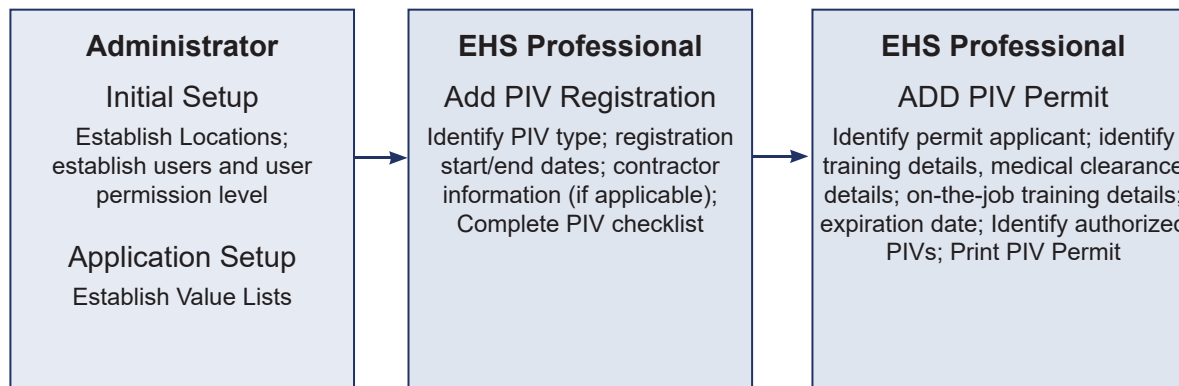 Administrator
Initial Setup
Establish Locations;
establish users and user
permission level
Application Setup
Establish Value Lists
EHS Professional
Add PIV Registration
Identify PIV type; registration
start/end dates; contractor
information (if applicable);
Complete PIV checklist
EHS Professional
ADD PIV Permit
Identify permit applicant; identify
training details, medical clearance
details; on-the-job training details;
expiration date; Identify authorized
PIVs; Print PIV Permit